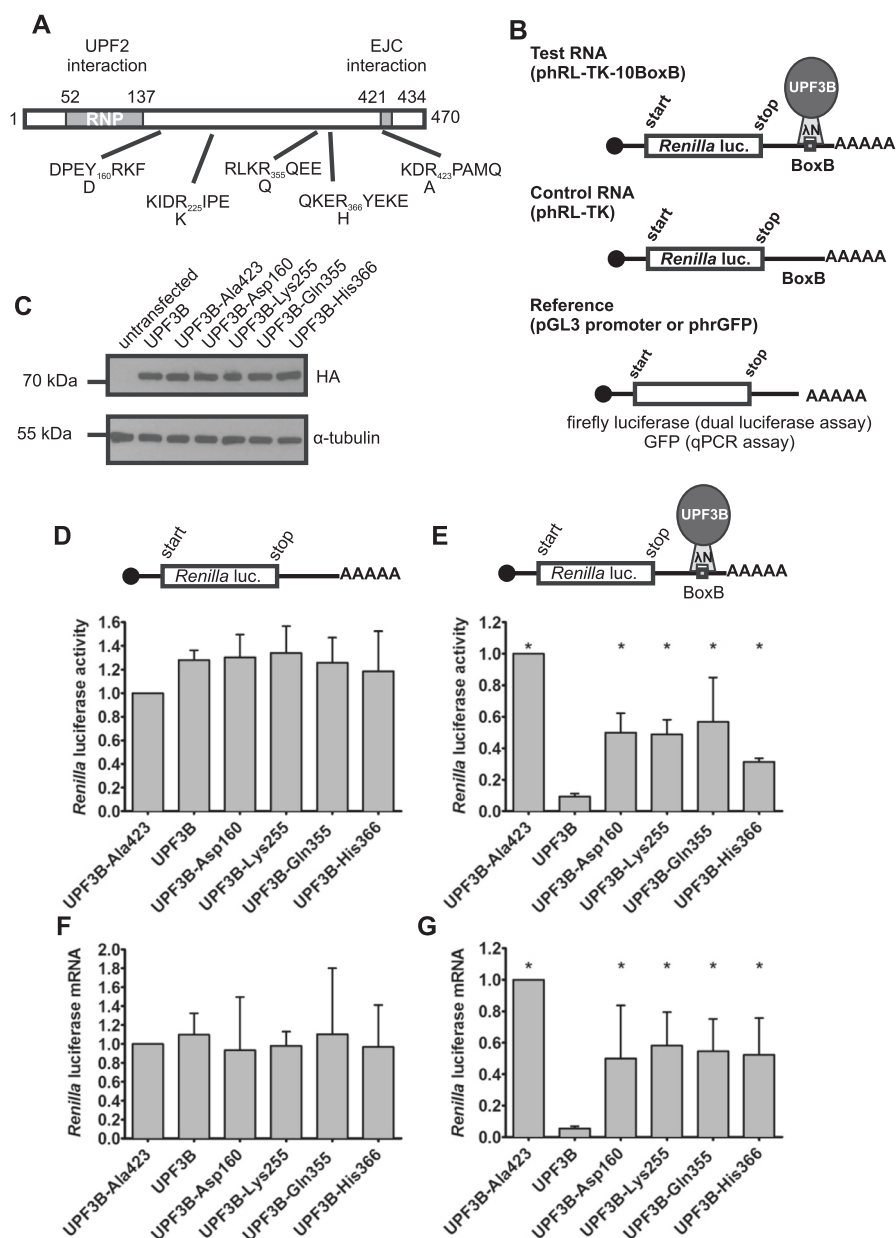 A
UPF2
interaction
EJC
interaction
52
137
421
434
1
RNP
470
DPEY160RKF
D
KIDR225IPE
K
RLKR355QEE
Q
QKER366YEKE
H
KDR423PAMQ
A
B
Test RNA
(phRL-TK-10BoxB)
UPF3B
start
stop
λN
Renilla luc.
AAAAA
BoxB
Control RNA
(phRL-TK)
start
stop
Renilla luc.
AAAAA
BoxB
Reference
(pGL3 promoter or phrGFP)
start
stop
AAAAA
firefly luciferase (dual luciferase assay)
GFP (qPCR assay)
C
untransfected
UPF3B
UPF3B-Ala423
UPF3B-Asp160
UPF3B-Lys255
UPF3B-Gln355
UPF3B-His366
70 kDa
HA
55 kDa
α-tubulin
D
start
stop
Renilla luc.
AAAAA
Renilla luciferase activity
1.6
1.4
1.2
1.0
0.8
0.6
0.4
0.2
0.0
UPF3B-Ala423
UPF3B
UPF3B-Asp160
UPF3B-Lys255
UPF3B-Gln355
UPF3B-His366
E
UPF3B
start
stop
λN
Renilla luc.
AAAAA
BoxB
Renilla luciferase activity
1.2
1.0
0.8
0.6
0.4
0.2
0.0
* * * * *
UPF3B-Ala423
UPF3B
UPF3B-Asp160
UPF3B-Lys255
UPF3B-Gln355
UPF3B-His366
F
Renilla luciferase mRNA
2.0
1.8
1.6
1.4
1.2
1.0
0.8
0.6
0.4
0.2
0.0
UPF3B-Ala423
UPF3B
UPF3B-Asp160
UPF3B-Lys255
UPF3B-Gln355
UPF3B-His366
G
Renilla luciferase mRNA
1.2
1.0
0.8
0.6
0.4
0.2
0.0
* * * * *
UPF3B-Ala423
UPF3B
UPF3B-Asp160
UPF3B-Lys255
UPF3B-Gln355
UPF3B-His366